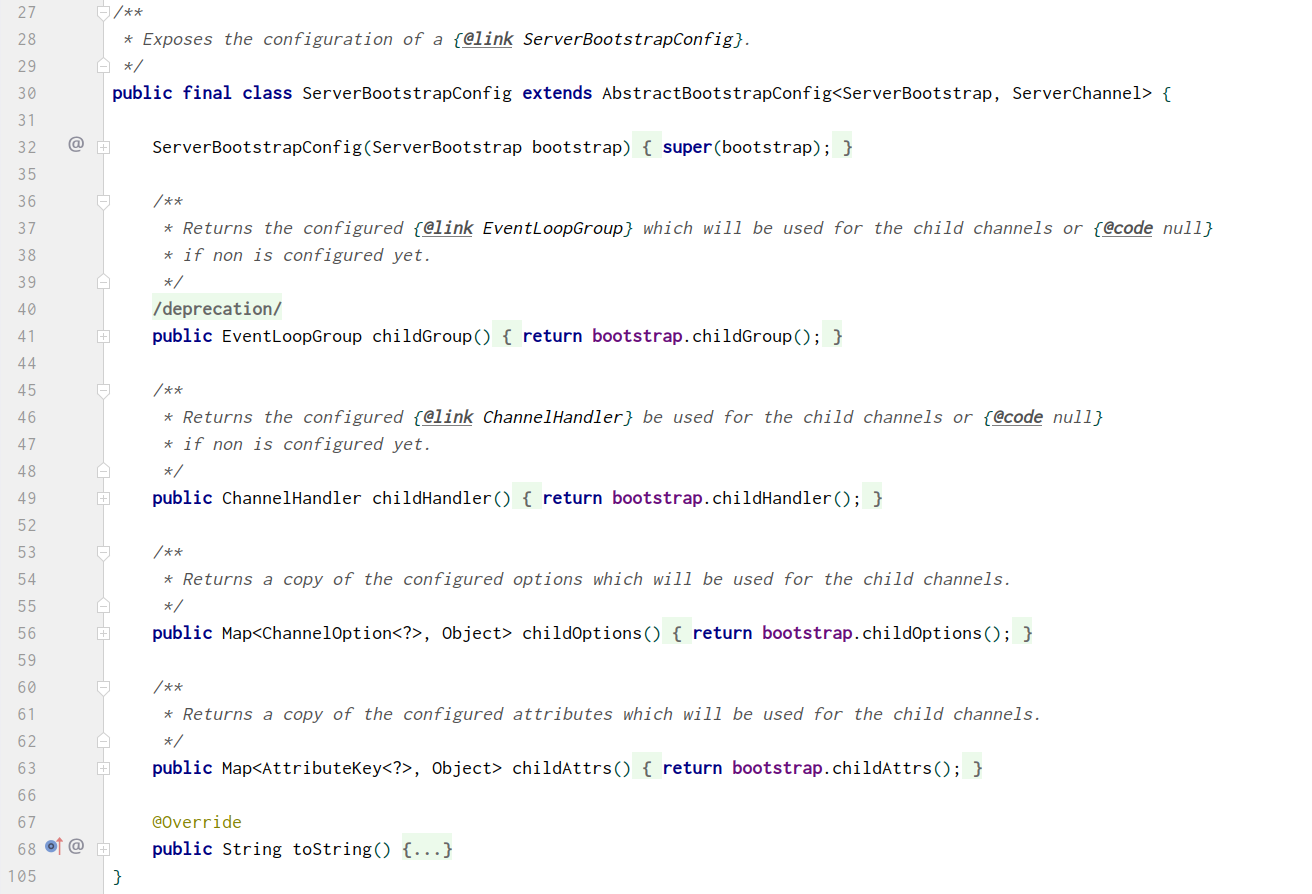 27 /**
28  * Exposes the configuration of a {@link ServerBootstrapConfig}.
29  */
30 public final class ServerBootstrapConfig extends AbstractBootstrapConfig<ServerBootstrap, ServerChannel> {
31
32 @     ServerBootstrapConfig(ServerBootstrap bootstrap) { super(bootstrap); }
35
36     /**
37      * Returns the configured {@link EventLoopGroup} which will be used for the child channels or {@code null}
38      * if non is configured yet.
39      */
40     /deprecation/
41     public EventLoopGroup childGroup() { return bootstrap.childGroup(); }
44
45     /**
46      * Returns the configured {@link ChannelHandler} be used for the child channels or {@code null}
47      * if non is configured yet.
48      */
49     public ChannelHandler childHandler() { return bootstrap.childHandler(); }
52
53     /**
54      * Returns a copy of the configured options which will be used for the child channels.
55      */
56     public Map<ChannelOption<?>, Object> childOptions() { return bootstrap.childOptions(); }
59
60     /**
61      * Returns a copy of the configured attributes which will be used for the child channels.
62      */
63     public Map<AttributeKey<?>, Object> childAttrs() { return bootstrap.childAttrs(); }
66
67     @Override
68 @     public String toString() {...}
105 }